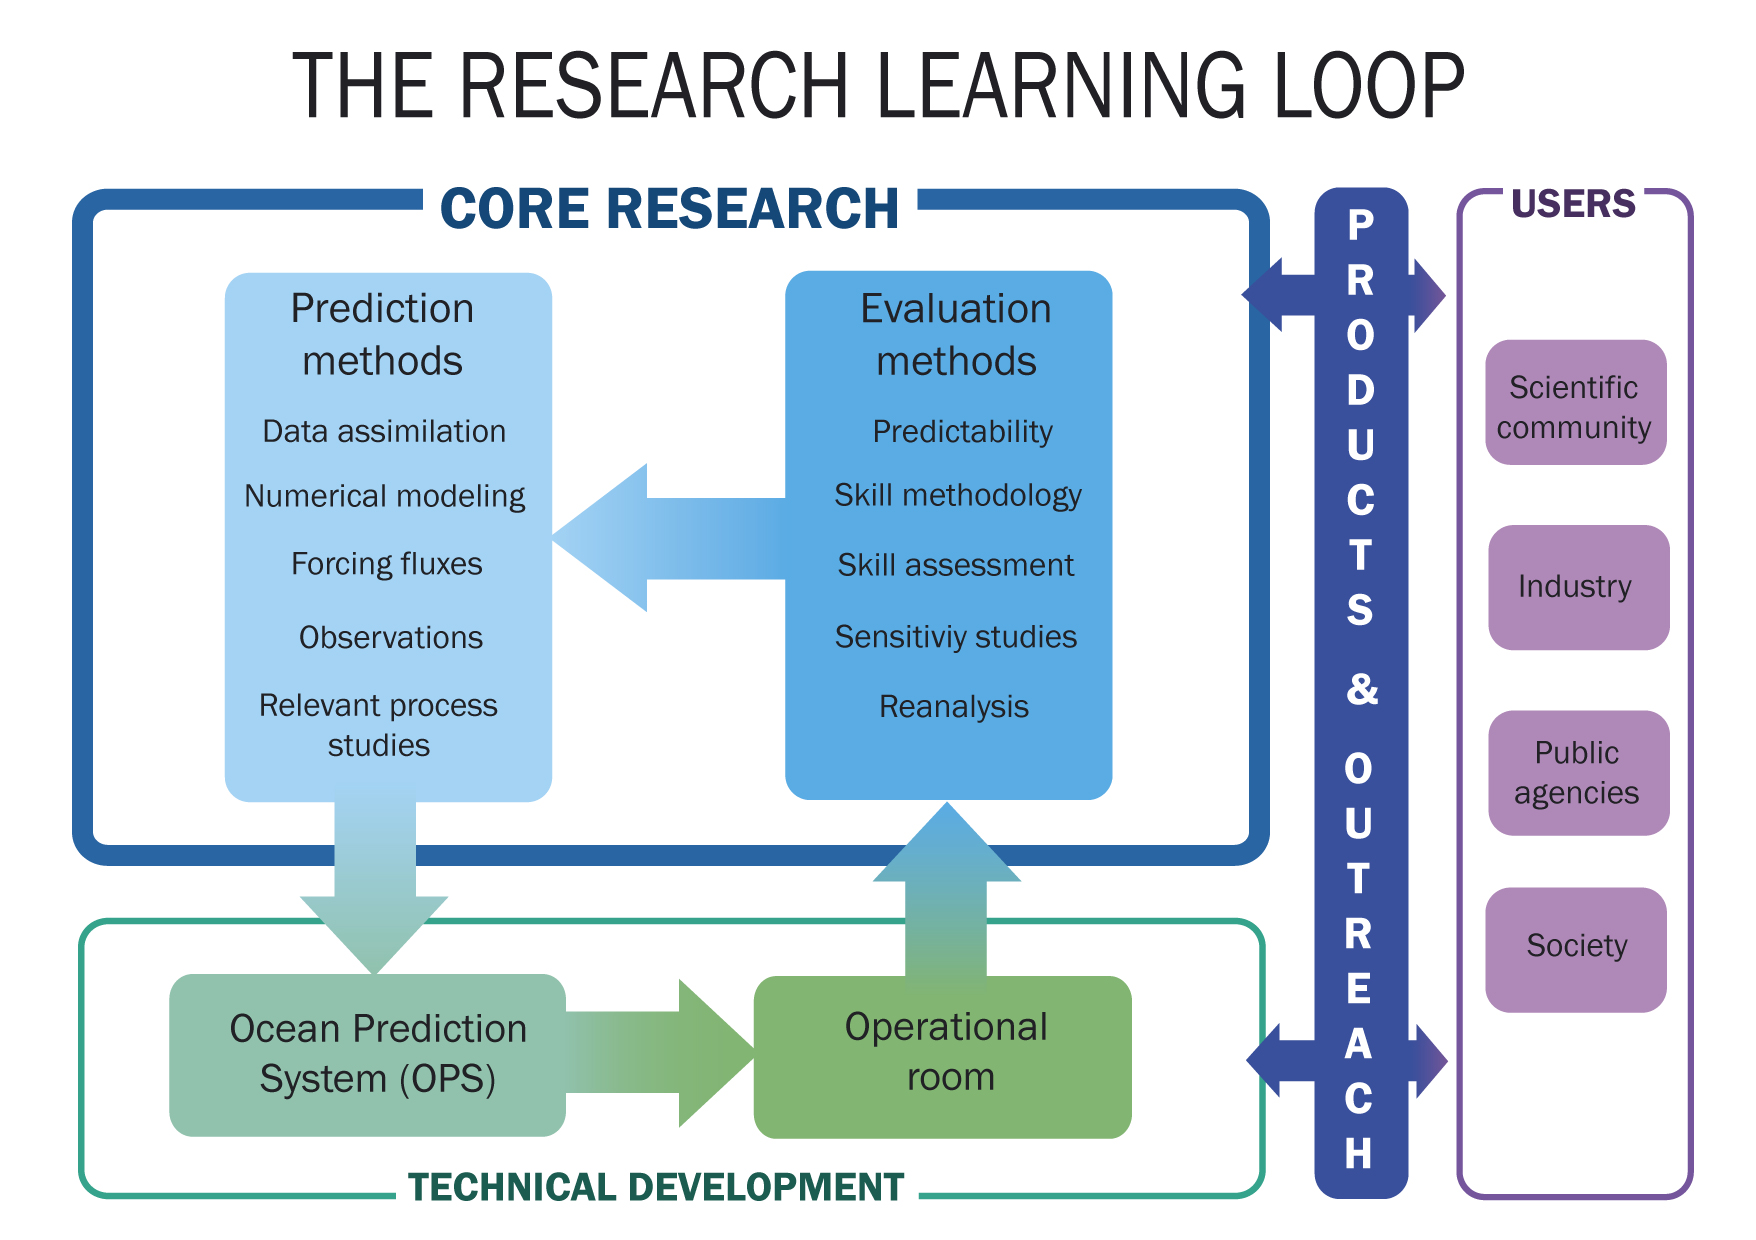 THE RESEARCH LEARNING LOOP
CORE RESEARCH
Prediction
methods
Data assimilation
Numerical modeling
Forcing fluxes
Observations
Relevant process
studies
Evaluation
methods
Predictability
Skill methodology
Skill assessment
Sensitiviy studies
Reanalysis
Ocean Prediction
System (OPS)
Operational
room
TECHNICAL DEVELOPMENT
PRODUCTS & OUTREACH
USERS
Scientific
community
Industry
Public
agencies
Society